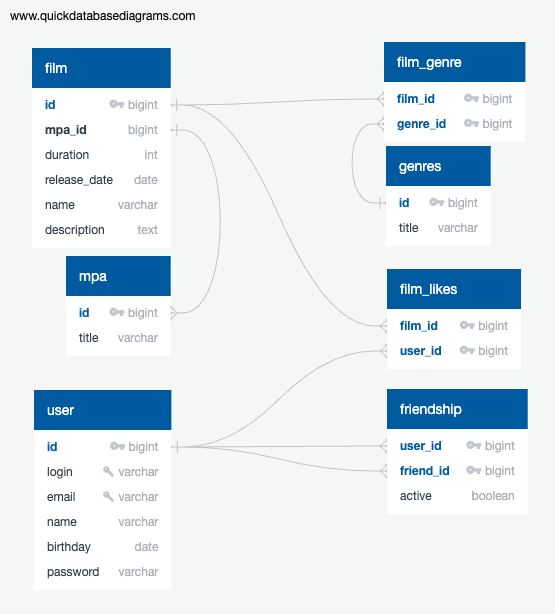 www.quickdatabasediagrams.com
film
id bigint
mpa_id bigint
duration int
release_date date
name varchar
description text
mpa
id bigint
title varchar
user
id bigint
login varchar
email varchar
name varchar
birthday date
password varchar
film_genre
film_id bigint
genre_id bigint
genres
id bigint
title varchar
film_likes
film_id bigint
user_id bigint
friendship
user_id bigint
friend_id bigint
active boolean